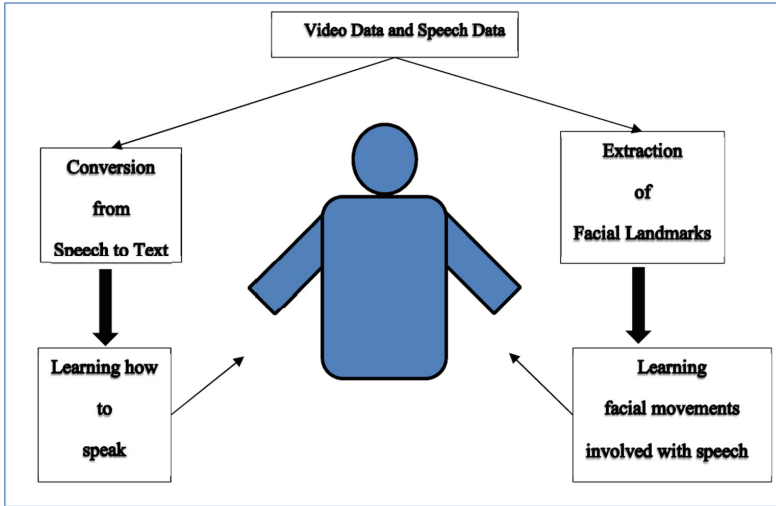 Video Data and Speech Data
Conversion
from
Speech to Text
Extraction
of
Facial Landmarks
Learning how
to
speak
Learning
facial movements
involved with speech